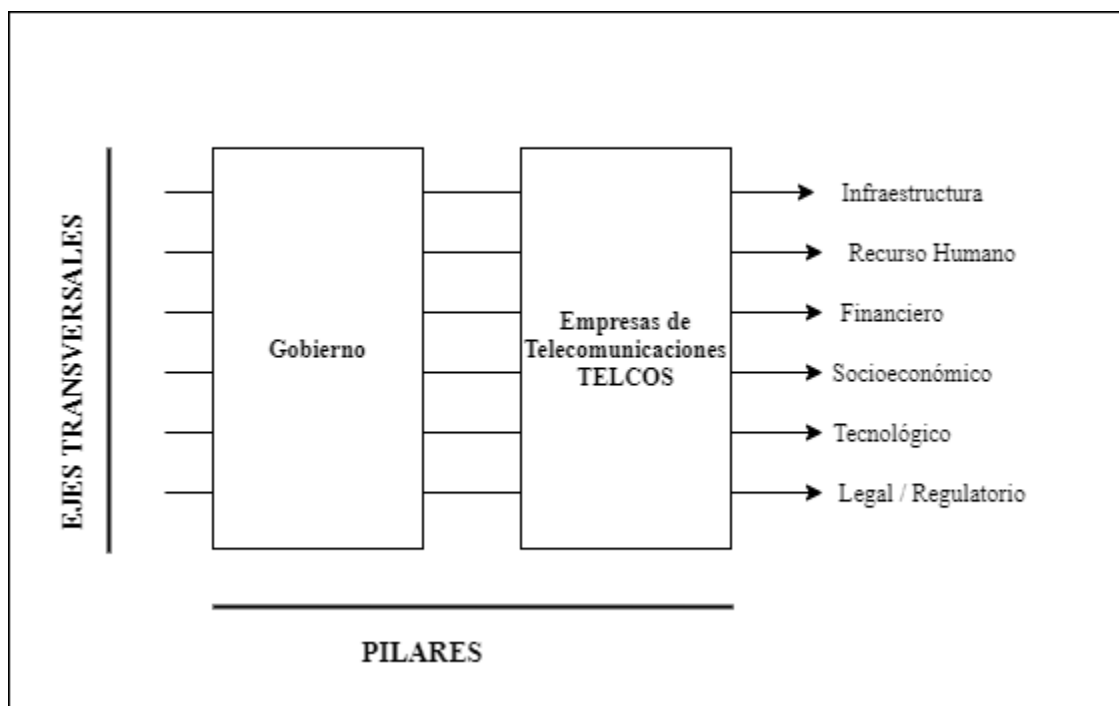 EJES TRANSVERSALES
Gobierno
Empresas de
Telecomunicaciones
TELCOS
Infraestructura
Recurso Humano
Financiero
Socioeconómico
Tecnológico
Legal / Regulatorio
PILARES